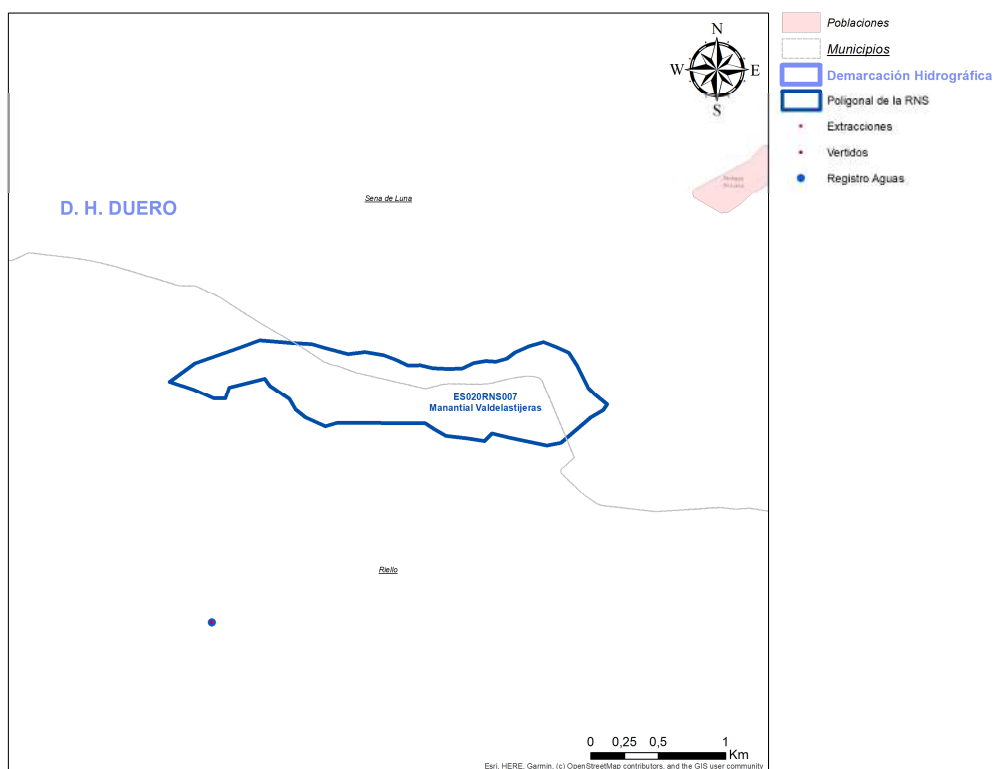 N
W E
S
D. H. DUERO
Sena de Luna
ES020RNS007
Manantial Valdelastijeras
Riello
0 0,25 0,5 1
Km
Esri, HERE, Garmin, (c) OpenStreetMap contributors, and the GIS user community
Poblaciones
Municipios
Demarcación Hidrográfica
Poligonal de la RNS
Extracciones
Vertidos
Registro Aguas